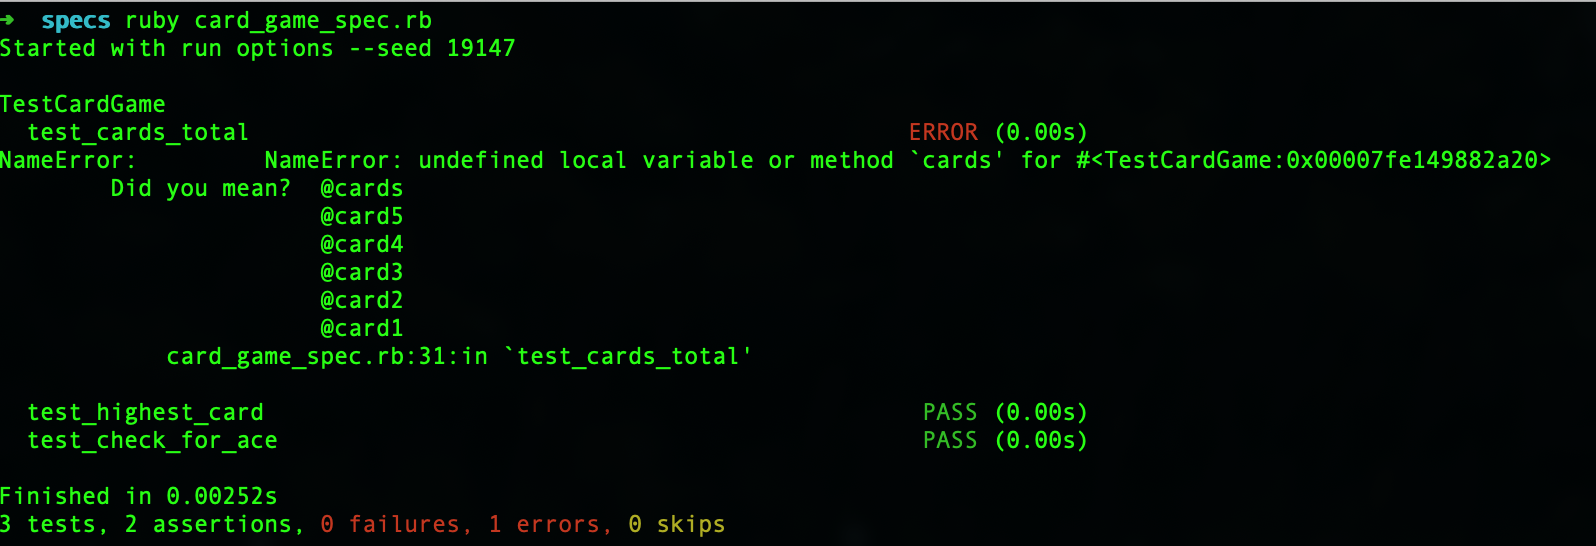 ➜  specs ruby card_game_spec.rb
Started with run options --seed 19147

TestCardGame
  test_cards_total                                                ERROR (0.00s)
NameError:         NameError: undefined local variable or method `cards' for #<TestCardGame:0x00007fe149882a20>
        Did you mean?  @cards
                       @card5
                       @card4
                       @card3
                       @card2
                       @card1
            card_game_spec.rb:31:in `test_cards_total'

  test_highest_card                                                PASS (0.00s)
  test_check_for_ace                                               PASS (0.00s)

Finished in 0.00252s
3 tests, 2 assertions, 0 failures, 1 errors, 0 skips